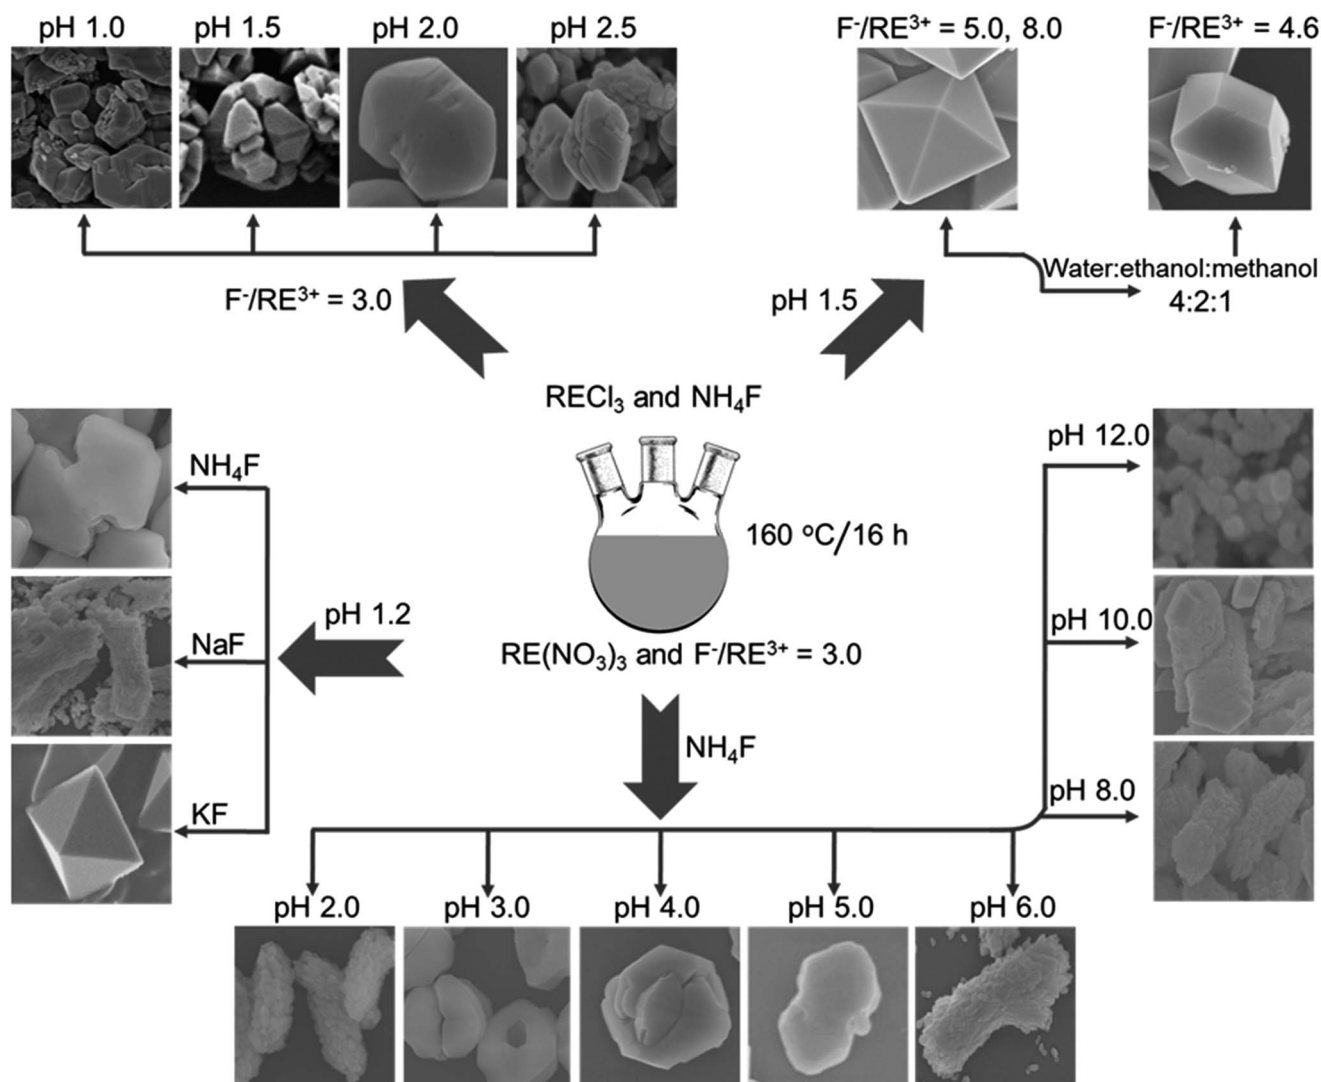 pH 1.0
pH 1.5
pH 2.0
pH 2.5
F⁻/RE³⁺ = 5.0, 8.0
F⁻/RE³⁺ = 4.6
Water:ethanol:methanol
4:2:1
F⁻/RE³⁺ = 3.0
pH 1.5
RECl₃ and NH₄F
NH₄F
NaF
KF
pH 1.2
160 ºC/16 h
RE(NO₃)₃ and F⁻/RE³⁺ = 3.0
NH₄F
pH 12.0
pH 10.0
pH 8.0
pH 2.0
pH 3.0
pH 4.0
pH 5.0
pH 6.0